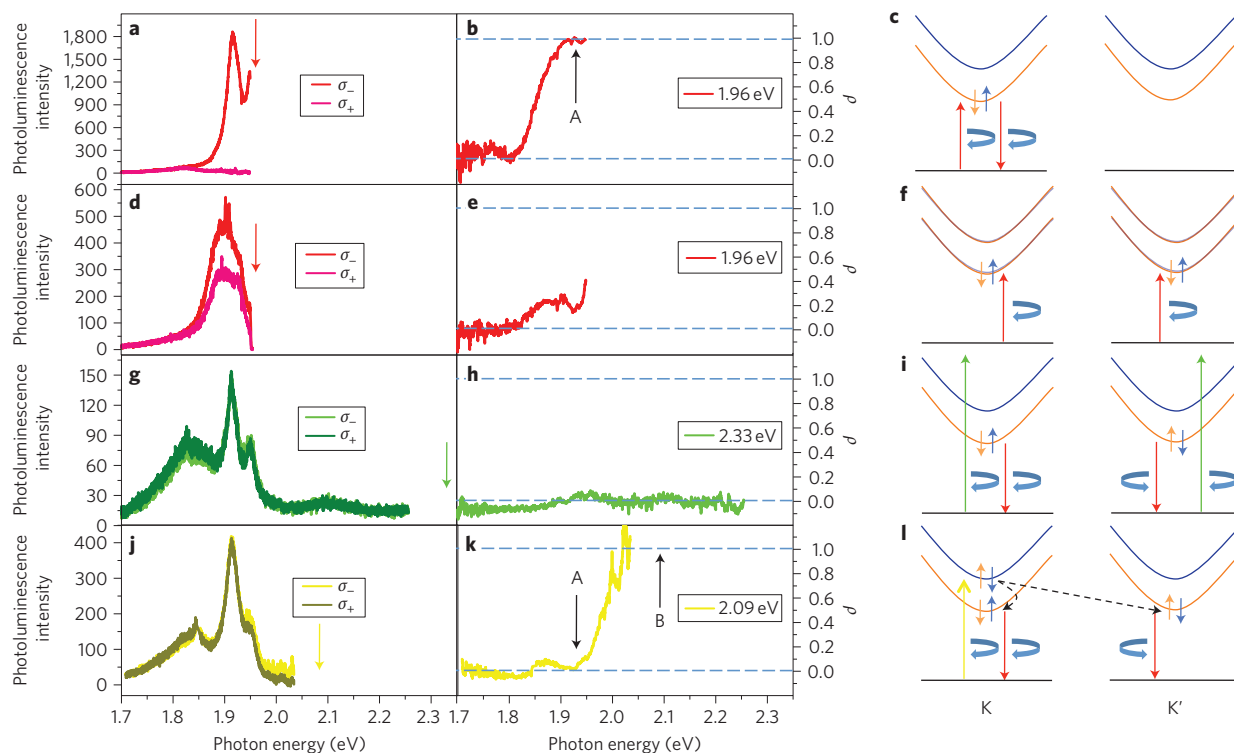 a
Photoluminescence
intensity
1,800
1,500
1,200
900
600
300
0
σ−
σ+
b
1.96 eV
A
1.0
0.8
0.6
0.4
0.2
0.0
ρ
c
d
Photoluminescence
intensity
600
500
400
300
200
100
0
σ−
σ+
e
1.96 eV
1.0
0.8
0.6
0.4
0.2
0.0
ρ
f
g
Photoluminescence
intensity
150
120
90
60
30
0
σ−
σ+
h
2.33 eV
1.0
0.8
0.6
0.4
0.2
0.0
ρ
i
j
Photoluminescence
intensity
400
300
200
100
0
σ−
σ+
k
A
B
2.09 eV
1.0
0.8
0.6
0.4
0.2
0.0
ρ
l
1.7 1.8 1.9 2.0 2.1 2.2 2.3
Photon energy (eV)
1.7 1.8 1.9 2.0 2.1 2.2 2.3
Photon energy (eV)
K
K'